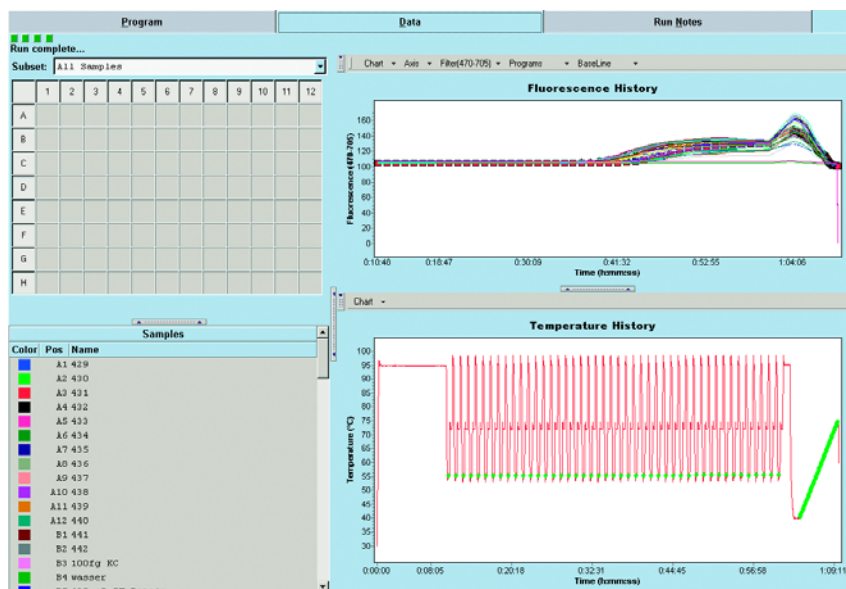 Program Data Run Notes
Run complete...
Subset: All Samples
1 2 3 4 5 6 7 8 9 10 11 12
A
B
C
D
E
F
G
H
Chart Axis Filter(470-705) Programs BaseLine
Fluorescence History
Fluorescence (470-705)
160
140
120
100
80
60
40
20
0
0:10:48 0:18:47 0:30:09 0:41:32 0:52:55 1:04:06
Time (h:mm:ss)
Samples
Color Pos Name
A1 429
A2 430
A3 431
A4 432
A5 433
A6 434
A7 435
A8 436
A9 437
A10 438
A11 439
A12 440
B1 441
B2 442
B3 100fg KC
B4 wasser
Chart
Temperature History
Temperature (°C)
100
95
90
85
80
75
70
65
60
55
50
45
40
35
30
0:00:00 0:08:05 0:20:18 0:32:31 0:44:45 0:56:58 1:09:11
Time (h:mm:ss)